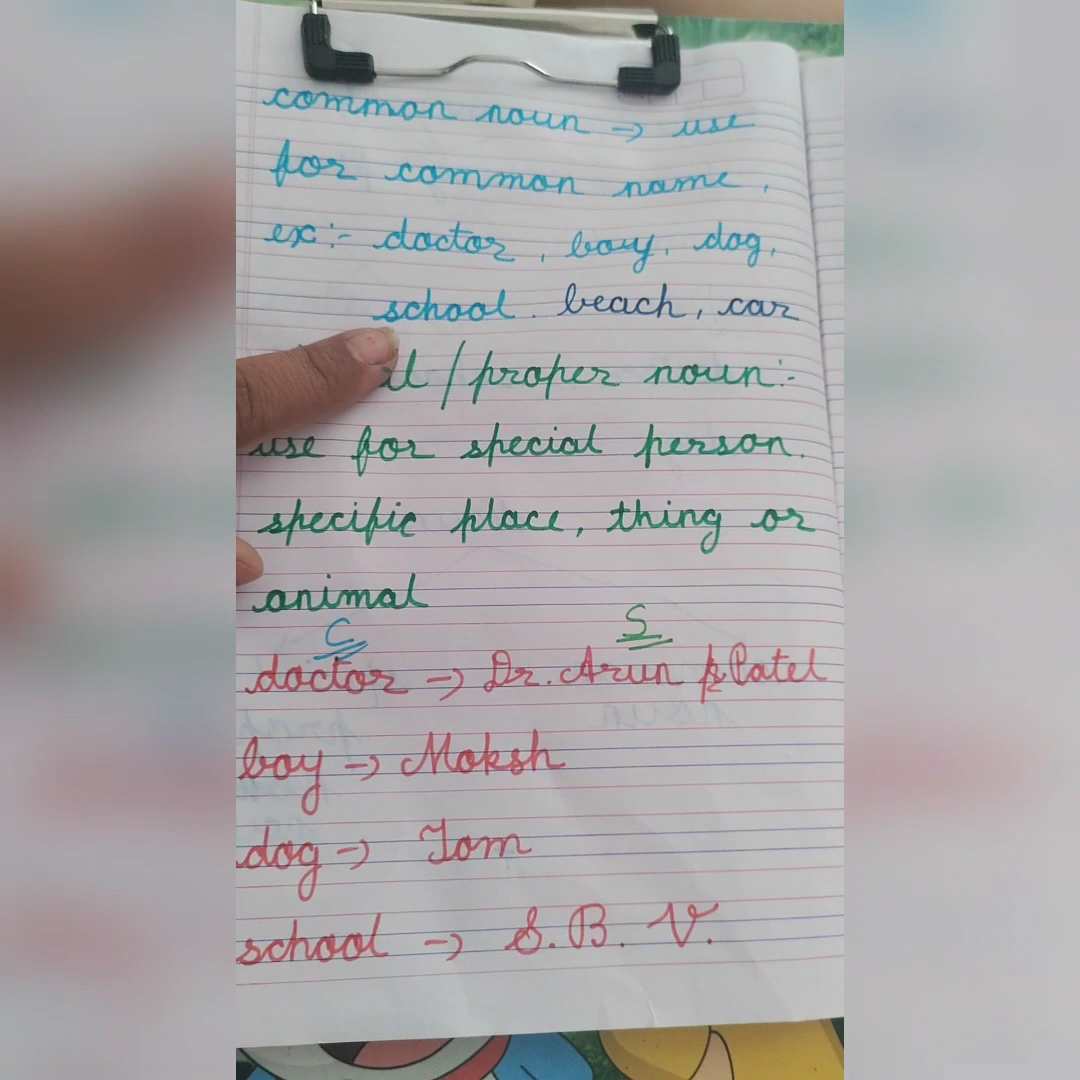 common noun → use
for common name,
ex:- doctor, boy, dog,
school. beach, car
/ proper noun:-
use for special person.
specific place, thing or
animal
C S
doctor → Dr. Arun Patel
boy → Moksh
dog → Tom
school → S. B. V.